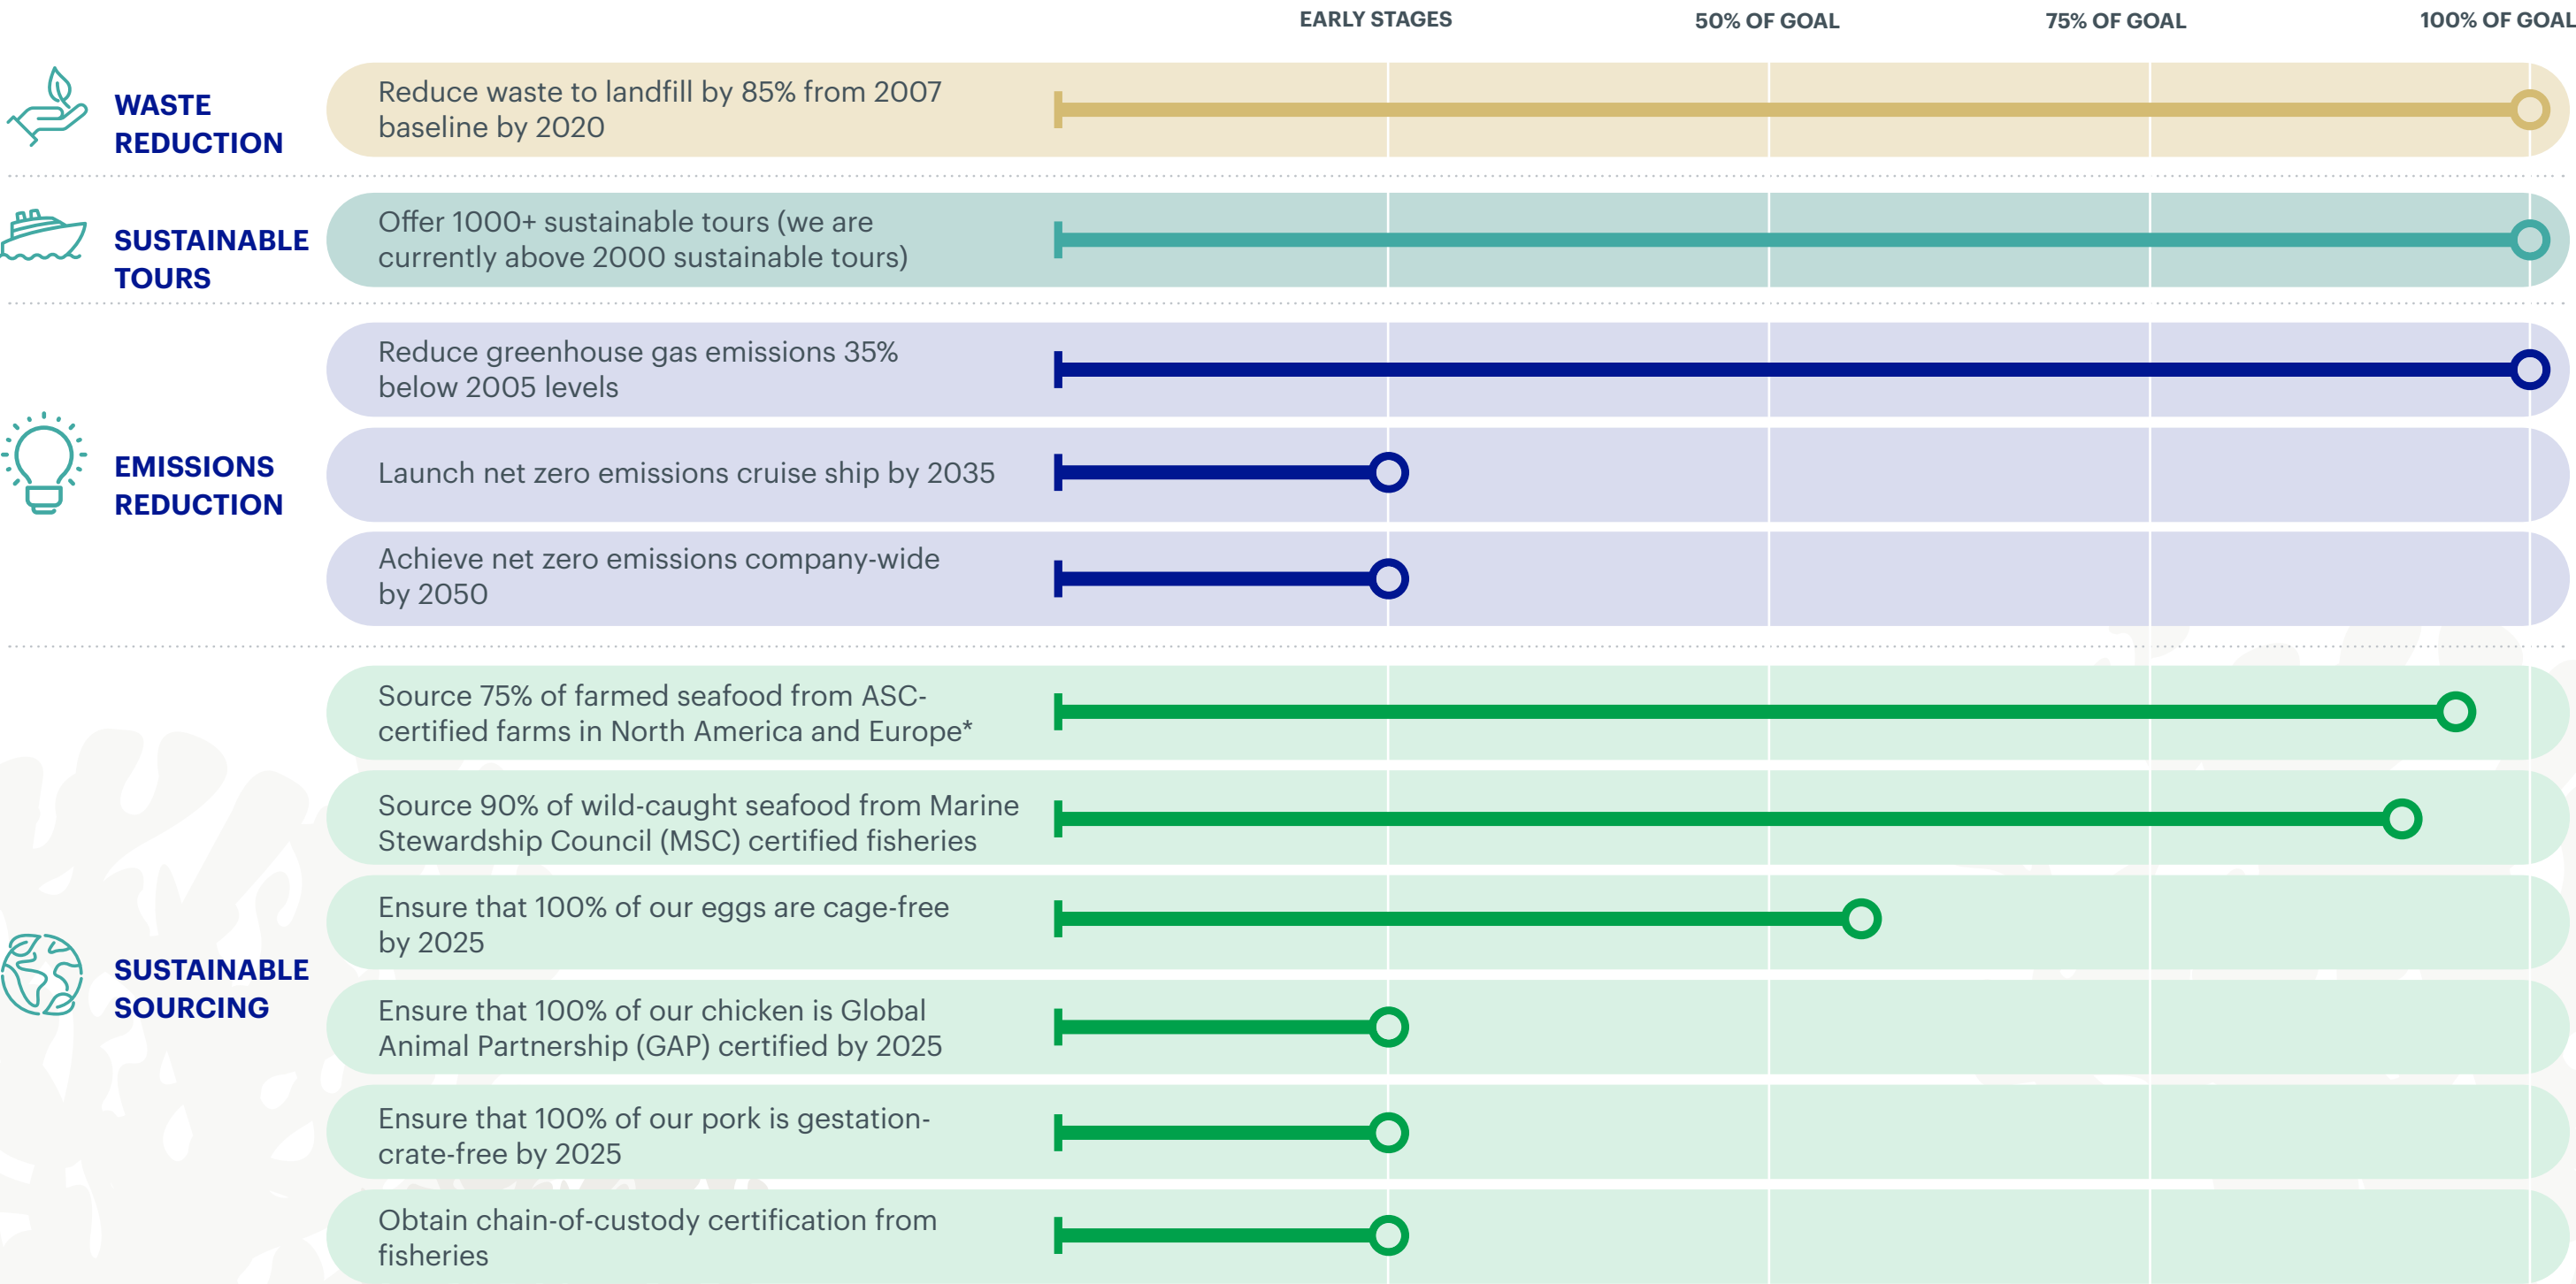 EARLY STAGES
50% OF GOAL
75% OF GOAL
100% OF GOAL
WASTE
REDUCTION
Reduce waste to landfill by 85% from 2007
baseline by 2020
SUSTAINABLE
TOURS
Offer 1000+ sustainable tours (we are
currently above 2000 sustainable tours)
EMISSIONS
REDUCTION
Reduce greenhouse gas emissions 35%
below 2005 levels
Launch net zero emissions cruise ship by 2035
Achieve net zero emissions company-wide
by 2050
SUSTAINABLE
SOURCING
Source 75% of farmed seafood from ASC-
certified farms in North America and Europe*
Source 90% of wild-caught seafood from Marine
Stewardship Council (MSC) certified fisheries
Ensure that 100% of our eggs are cage-free
by 2025
Ensure that 100% of our chicken is Global
Animal Partnership (GAP) certified by 2025
Ensure that 100% of our pork is gestation-
crate-free by 2025
Obtain chain-of-custody certification from
fisheries